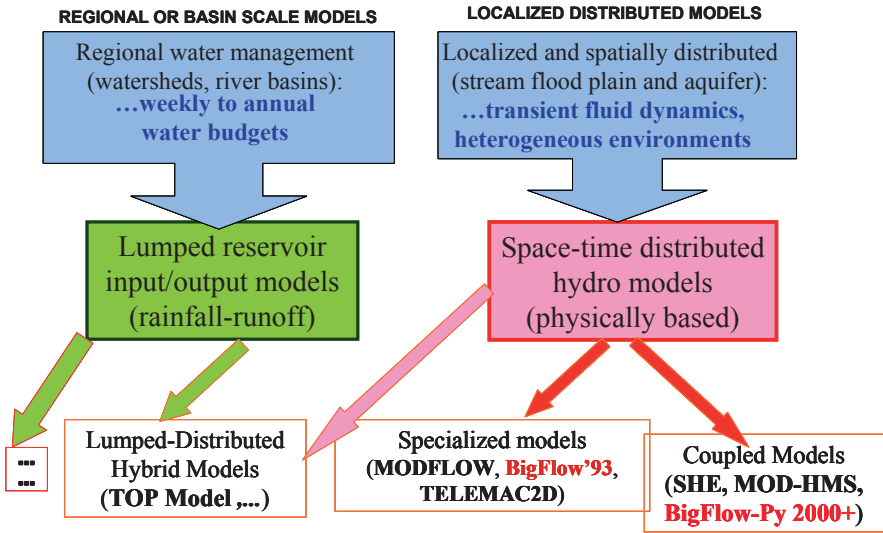 REGIONAL OR BASIN SCALE MODELS
Regional water management
(watersheds, river basins):
…weekly to annual
water budgets
LOCALIZED DISTRIBUTED MODELS
Localized and spatially distributed
(stream flood plain and aquifer):
…transient fluid dynamics,
heterogeneous environments
Lumped reservoir
input/output models
(rainfall-runoff)
Space-time distributed
hydro models
(physically based)
...
...
Lumped-Distributed
Hybrid Models
(TOP Model ,...)
Specialized models
(MODFLOW, BigFlow’93,
TELEMAC2D)
Coupled Models
(SHE, MOD-HMS,
BigFlow-Py 2000+)